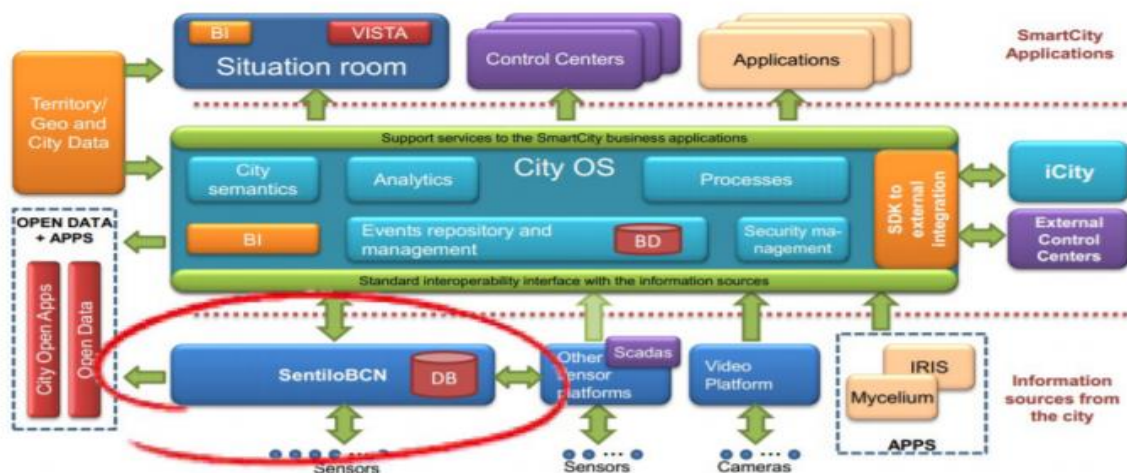 BI
VISTA
Situation room
Control Centers
Applications
SmartCity
Applications
Territory/
Geo and
City Data
Support services to the SmartCity business applications
City OS
City
semantics
Analytics
Processes
BI
Events repository and
management
BD
Security ma-
nagement
SDK to
external
integration
iCity
External
Control
Centers
Standard interoperability interface with the information sources
OPEN DATA
+ APPS
City Open Apps
Open Data
SentiloBCN
DB
Other
sensor
platforms
Scadas
Video
Platform
IRIS
Mycelium
APPS
Information
sources from
the city
Sensors
Sensors
Cameras